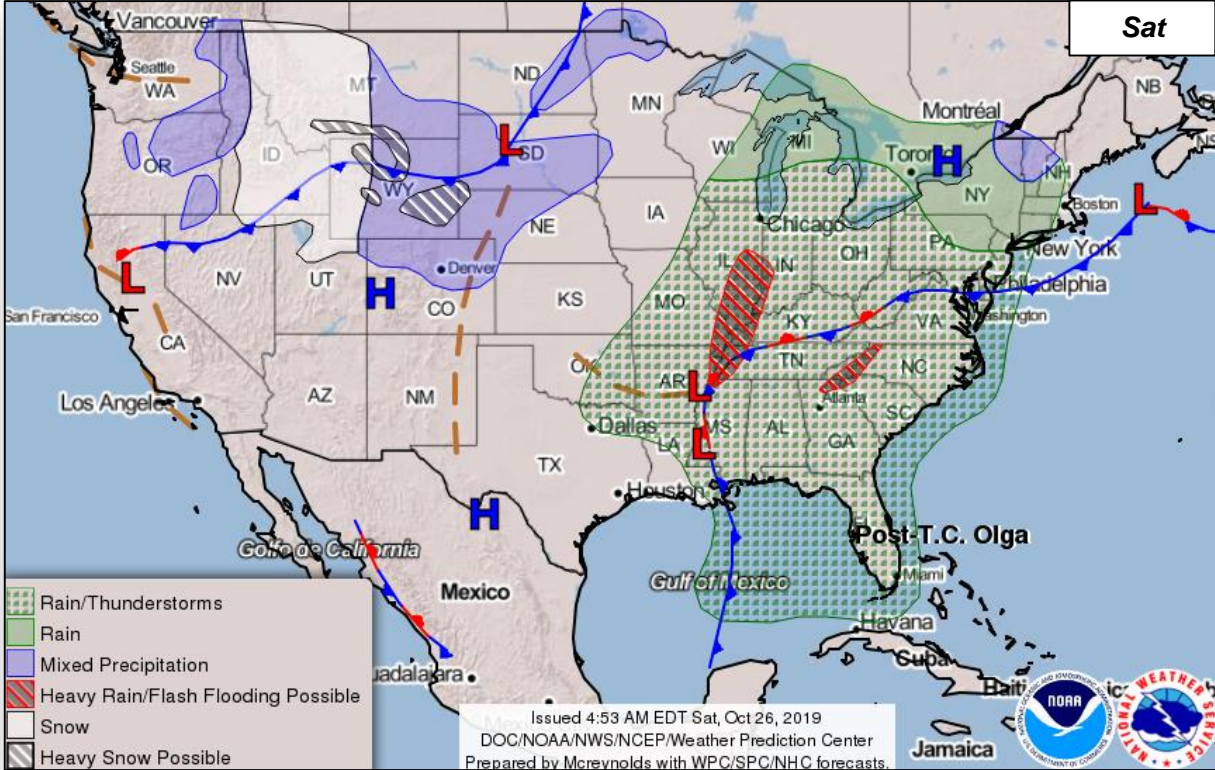 Sat
Vancouver
Seattle
WA
MT
ND
MN
Montréal
NB
NS
OR
ID
L
SD
WI
MI
Toronto
H
NH
WY
NY
Boston
L
IA
NE
Chicago
PA
New York
L
NV
UT
H
Denver
CO
IL
IN
OH
Philadelphia
San Francisco
KS
MO
KY
VA
Washington
CA
OK
TN
NC
AZ
NM
AR
L
Atlanta
Los Angeles
Dallas
LA
L
MS
AL
GA
SC
TX
Houston
H
Golfo de California
Post-T.C. Olga
Gulf of Mexico
Miami
Mexico
Havana
Cuba
uadalajara
Haiti
Jamaica
Rain/Thunderstorms
Rain
Mixed Precipitation
Heavy Rain/Flash Flooding Possible
Snow
Heavy Snow Possible
Issued 4:53 AM EDT Sat, Oct 26, 2019
DOC/NOAA/NWS/NCEP/Weather Prediction Center
Prepared by Mcreynolds with WPC/SPC/NHC forecasts.
NOAA
NATIONAL WEATHER SERVICE